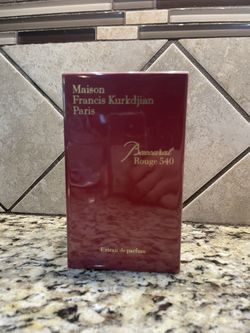 Maison
Francis Kurkdjian
Paris
Baccarat
Rouge 540
Extrait de parfum